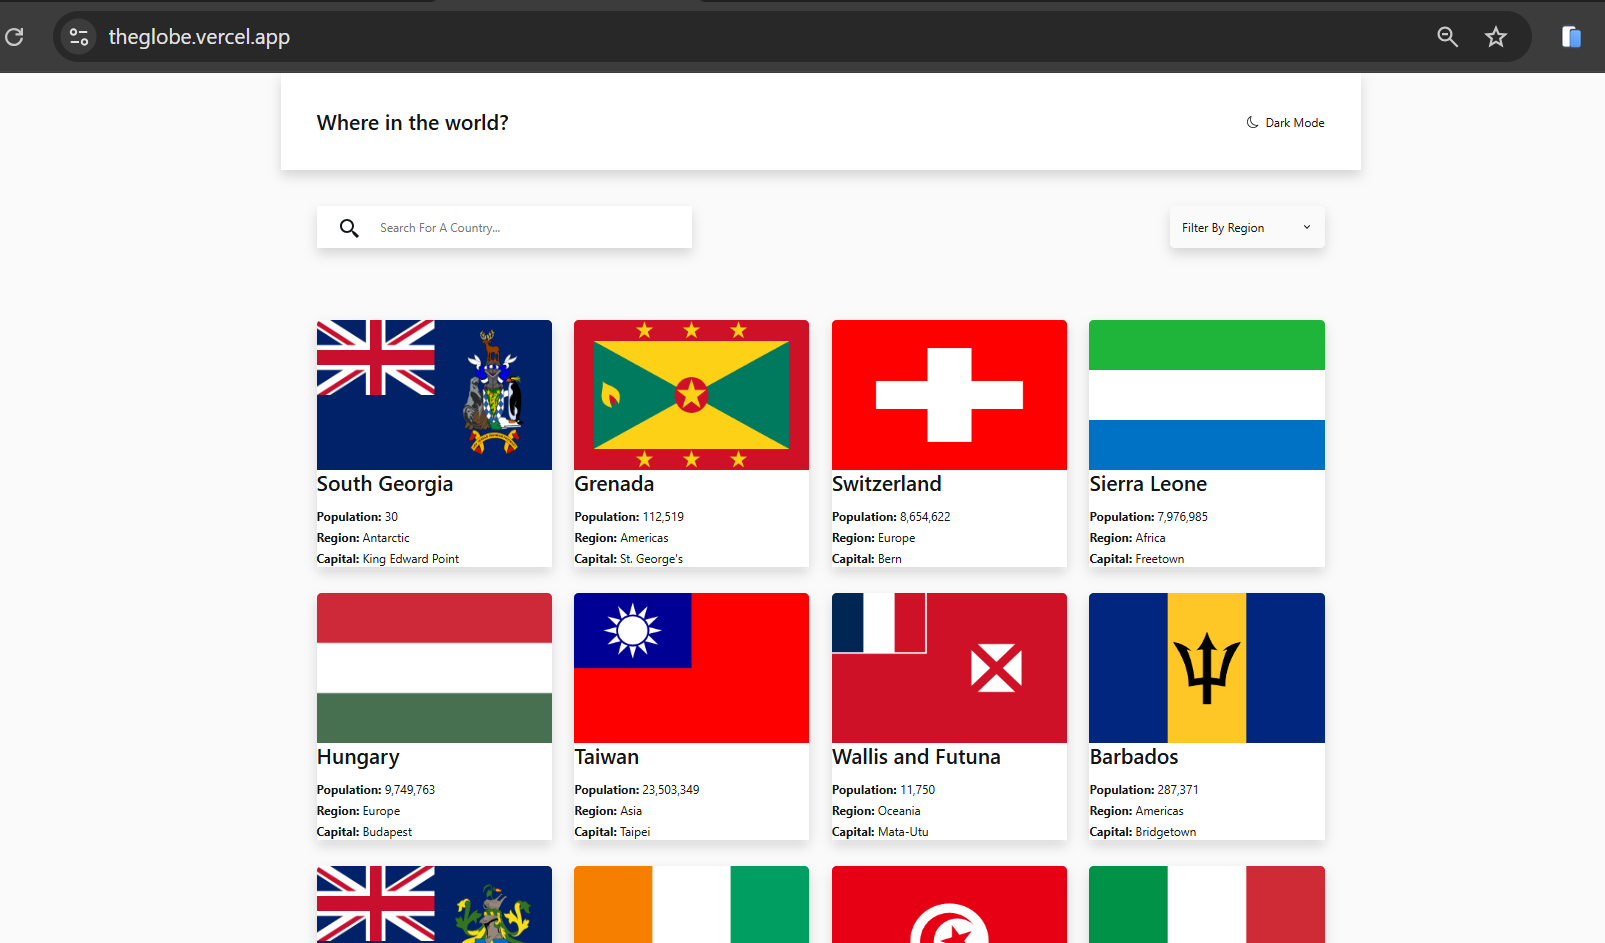 theglobe.vercel.app
Where in the world?
Dark Mode
Search For A Country...
Filter By Region
South Georgia
Population: 30
Region: Antarctic
Capital: King Edward Point
Grenada
Population: 112,519
Region: Americas
Capital: St. George's
Switzerland
Population: 8,654,622
Region: Europe
Capital: Bern
Sierra Leone
Population: 7,976,985
Region: Africa
Capital: Freetown
Hungary
Population: 9,749,763
Region: Europe
Capital: Budapest
Taiwan
Population: 23,503,349
Region: Asia
Capital: Taipei
Wallis and Futuna
Population: 11,750
Region: Oceania
Capital: Mata-Utu
Barbados
Population: 287,371
Region: Americas
Capital: Bridgetown